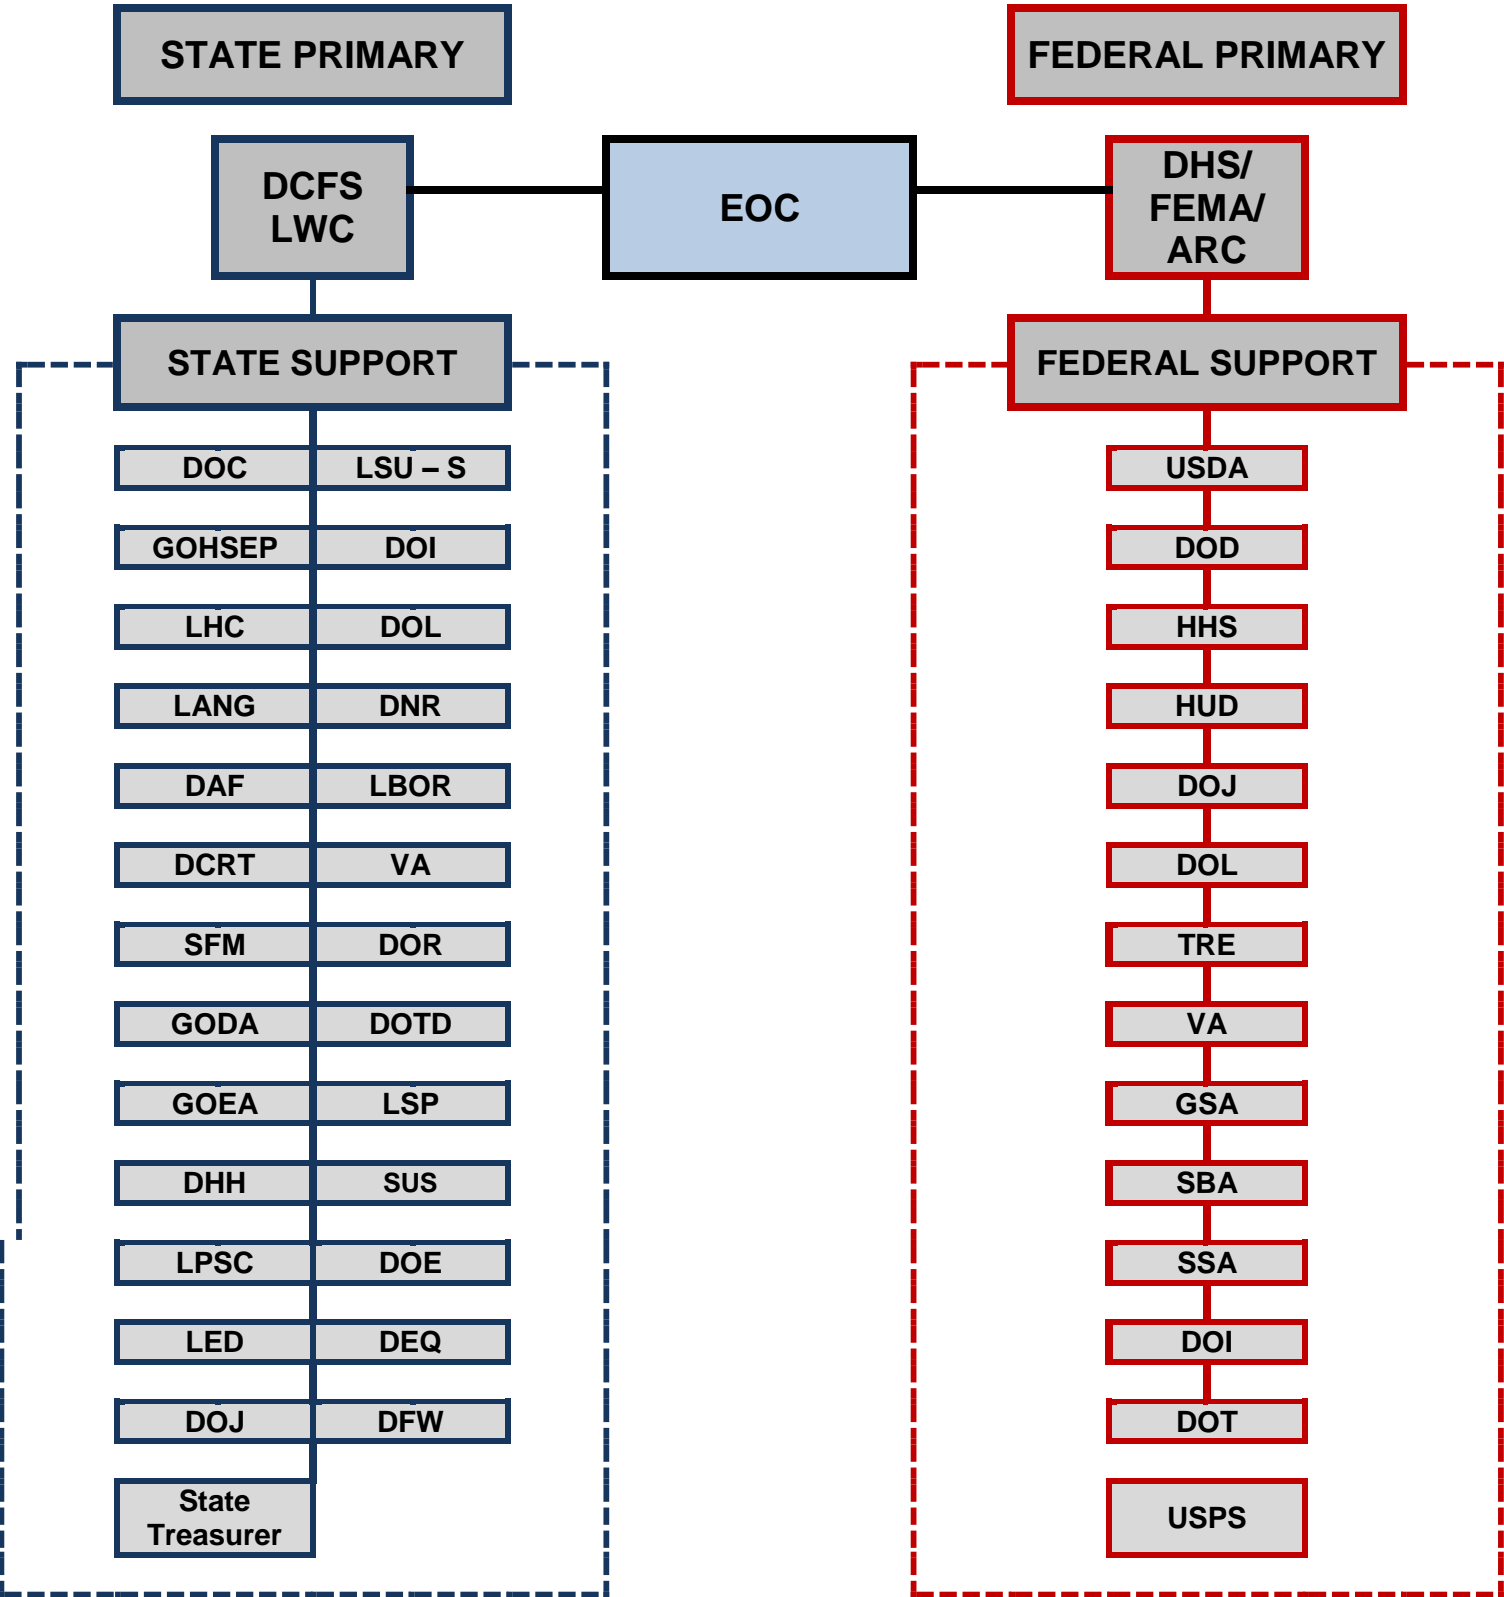 STATE PRIMARY
FEDERAL PRIMARY
DCFS
LWC
EOC
DHS/
FEMA/
ARC
STATE SUPPORT
FEDERAL SUPPORT
DOC
LSU – S
USDA
GOHSEP
DOI
DOD
LHC
DOL
HHS
LANG
DNR
HUD
DAF
LBOR
DOJ
DCRT
VA
DOL
SFM
DOR
TRE
GODA
DOTD
VA
GOEA
LSP
GSA
DHH
SUS
SBA
LPSC
DOE
SSA
LED
DEQ
DOI
DOJ
DFW
DOT
State
Treasurer
USPS